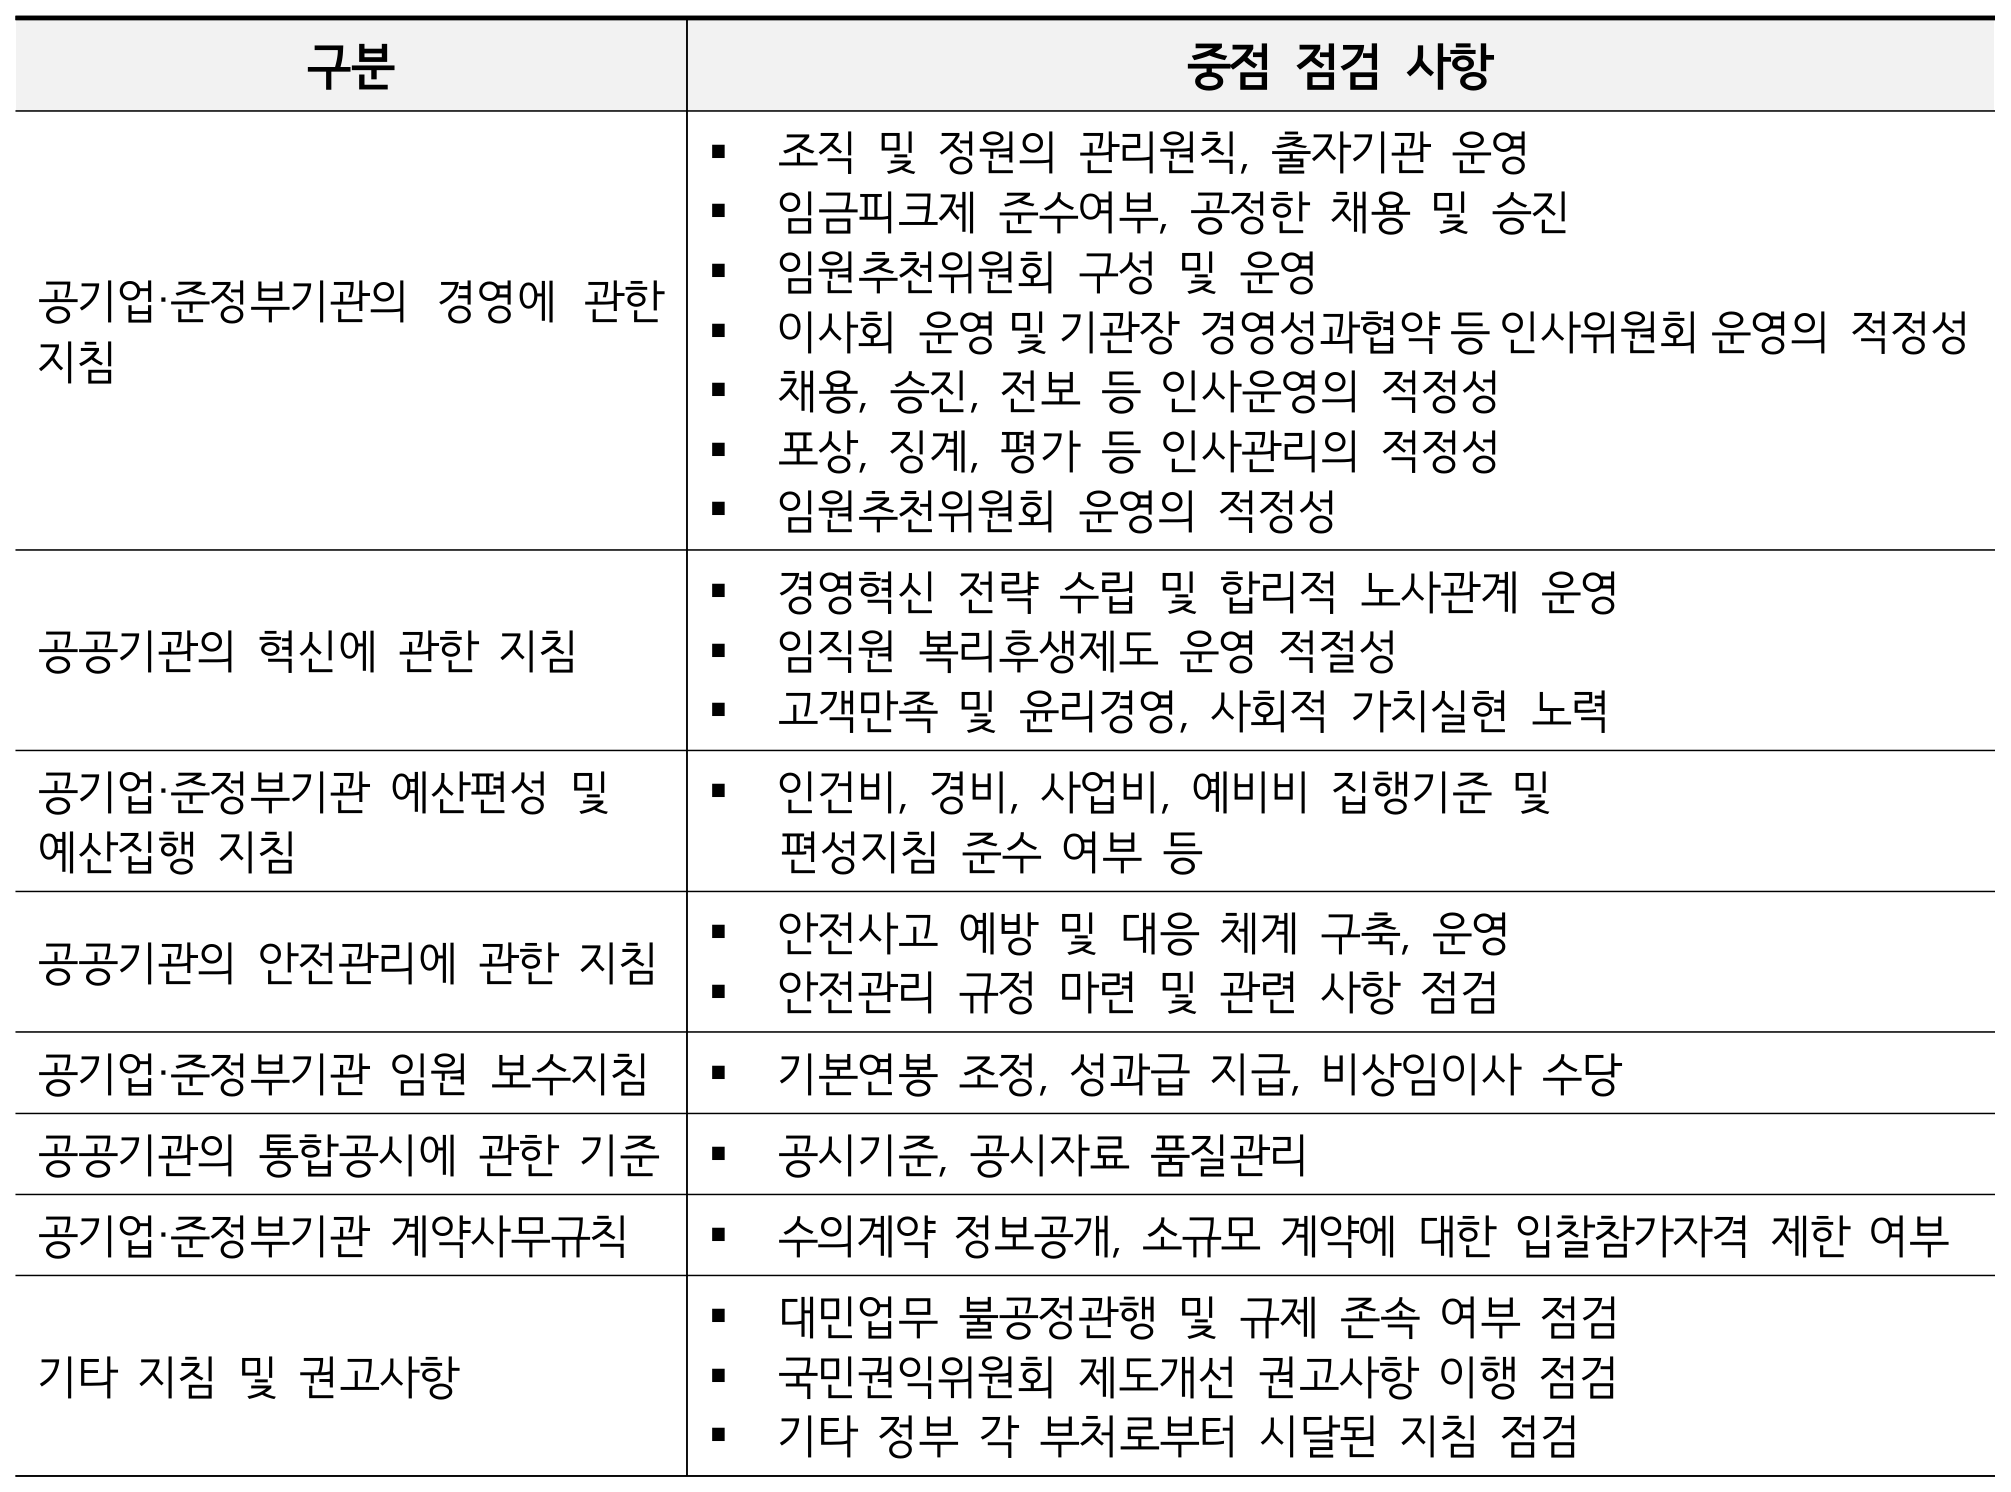 구분
중점 점검 사항
공기업·준정부기관의 경영에 관한
지침
▪ 조직 및 정원의 관리원칙, 출자기관 운영
▪ 임금피크제 준수여부, 공정한 채용 및 승진
▪ 임원추천위원회 구성 및 운영
▪ 이사회 운영 및 기관장 경영성과협약 등 인사위원회 운영의 적정성
▪ 채용, 승진, 전보 등 인사운영의 적정성
▪ 포상, 징계, 평가 등 인사관리의 적정성
▪ 임원추천위원회 운영의 적정성
공공기관의 혁신에 관한 지침
▪ 경영혁신 전략 수립 및 합리적 노사관계 운영
▪ 임직원 복리후생제도 운영 적절성
▪ 고객만족 및 윤리경영, 사회적 가치실현 노력
공기업·준정부기관 예산편성 및
예산집행 지침
▪ 인건비, 경비, 사업비, 예비비 집행기준 및
편성지침 준수 여부 등
공공기관의 안전관리에 관한 지침
▪ 안전사고 예방 및 대응 체계 구축, 운영
▪ 안전관리 규정 마련 및 관련 사항 점검
공기업·준정부기관 임원 보수지침
▪ 기본연봉 조정, 성과급 지급, 비상임이사 수당
공공기관의 통합공시에 관한 기준
▪ 공시기준, 공시자료 품질관리
공기업·준정부기관 계약사무규칙
▪ 수의계약 정보공개, 소규모 계약에 대한 입찰참가자격 제한 여부
기타 지침 및 권고사항
▪ 대민업무 불공정관행 및 규제 존속 여부 점검
▪ 국민권익위원회 제도개선 권고사항 이행 점검
▪ 기타 정부 각 부처로부터 시달된 지침 점검